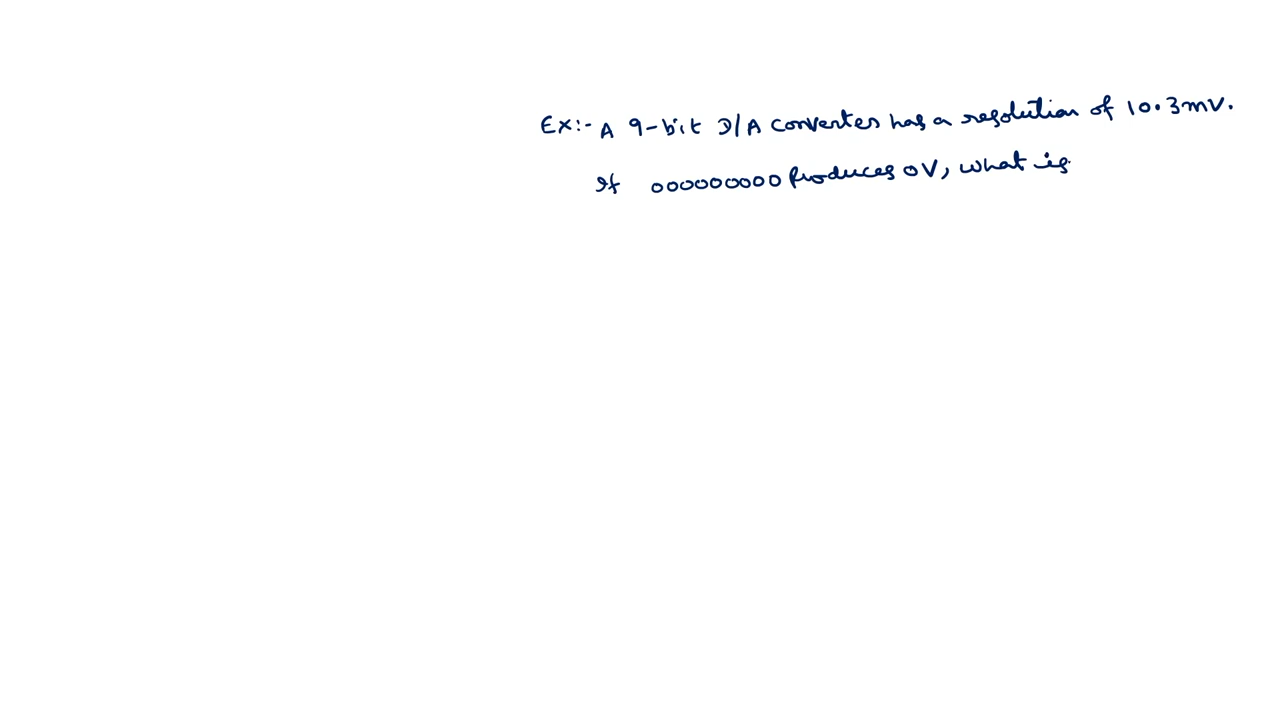 Ex:- A 9-bit D/A converter has a resolution of 10.3mV.
If 000000000 produces 0V, what is